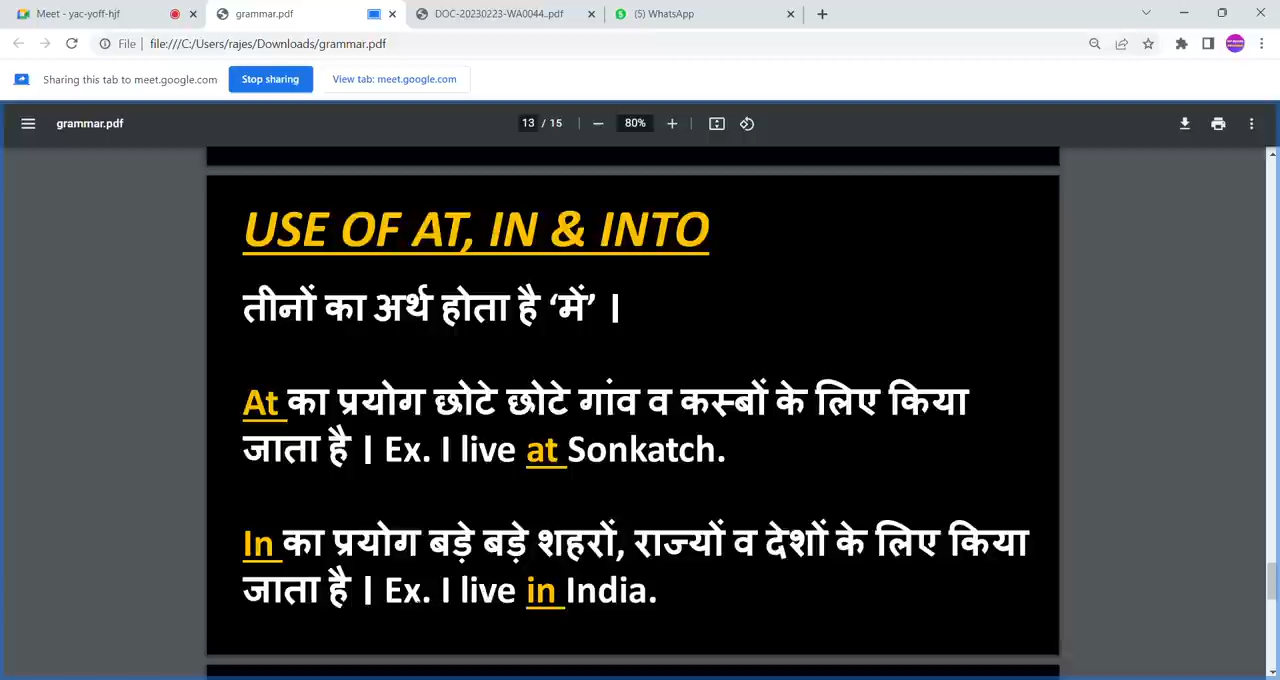 Meet - yac-yoff-hjf
grammar.pdf
DOC-20230223-WA0044..pdf
(5) WhatsApp
File | file:///C:/Users/rajes/Downloads/grammar.pdf
Sharing this tab to meet.google.com
Stop sharing
View tab: meet.google.com
grammar.pdf
13 / 15
80%
USE OF AT, IN & INTO
तीनों का अर्थ होता है ‘में’ |
At का प्रयोग छोटे छोटे गांव व कस्बों के लिए किया
जाता है | Ex. I live at Sonkatch.
In का प्रयोग बड़े बड़े शहरों, राज्यों व देशों के लिए किया
जाता है | Ex. I live in India.